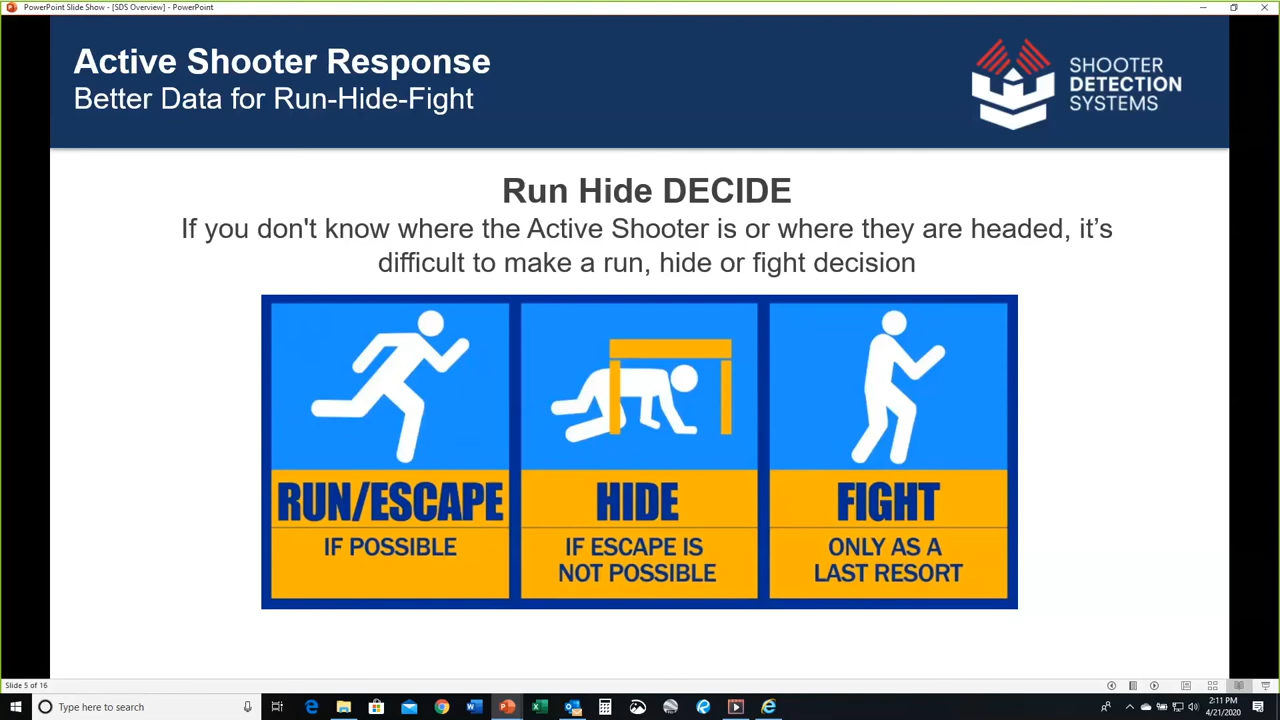 PowerPoint Slide Show - [SDS Overview] - PowerPoint
Active Shooter Response
Better Data for Run-Hide-Fight
SHOOTER
DETECTION
SYSTEMS
Run Hide DECIDE
If you don't know where the Active Shooter is or where they are headed, it’s
difficult to make a run, hide or fight decision
RUN/ESCAPE
IF POSSIBLE
HIDE
IF ESCAPE IS
NOT POSSIBLE
FIGHT
ONLY AS A
LAST RESORT
Slide 5 of 16
Type here to search
2:11 PM
4/21/2020